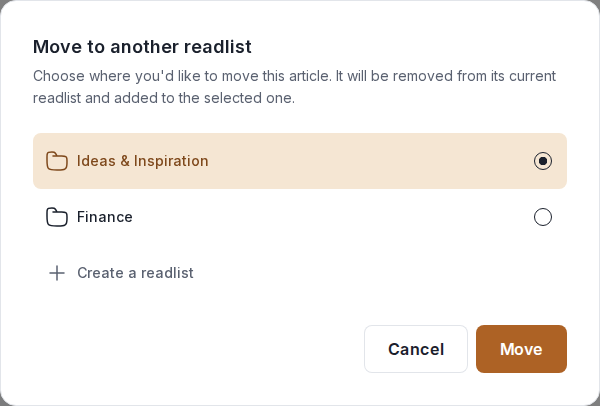 Move to another readlist
Choose where you'd like to move this article. It will be removed from its current
readlist and added to the selected one.
Ideas & Inspiration
Finance
Create a readlist
Cancel Move